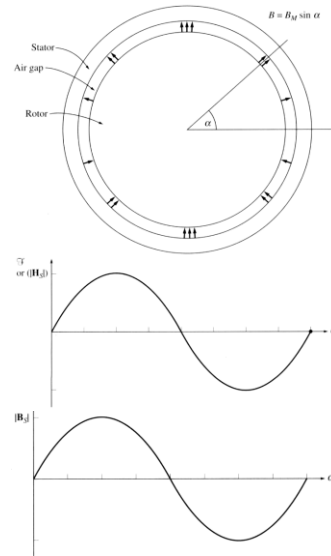 B = B_M sin α
Stator
Air gap
Rotor
α
ℱ
or (|H_S|)
|B_S|
α